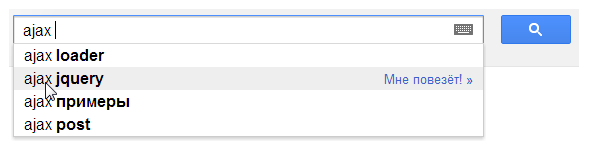 ajax
ajax loader
ajax jquery Мне повезёт! »
ajax примеры
ajax post